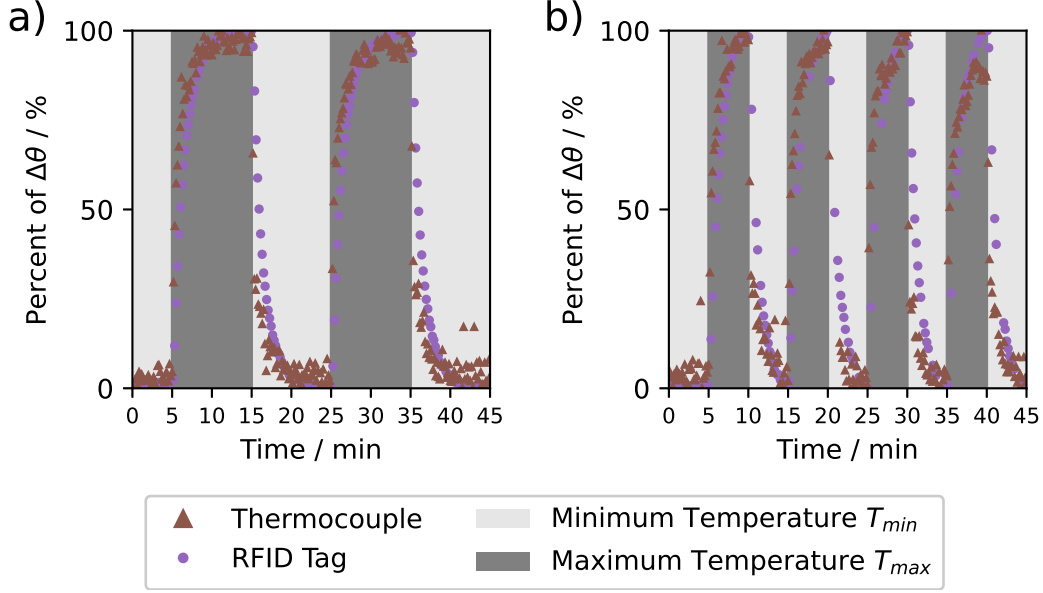 a)
100
50
0
Percent of Δθ / %
0 5 10 15 20 25 30 35 40 45
Time / min
b)
100
50
0
Percent of Δθ / %
0 5 10 15 20 25 30 35 40 45
Time / min
Thermocouple
RFID Tag
Minimum Temperature T_min
Maximum Temperature T_max